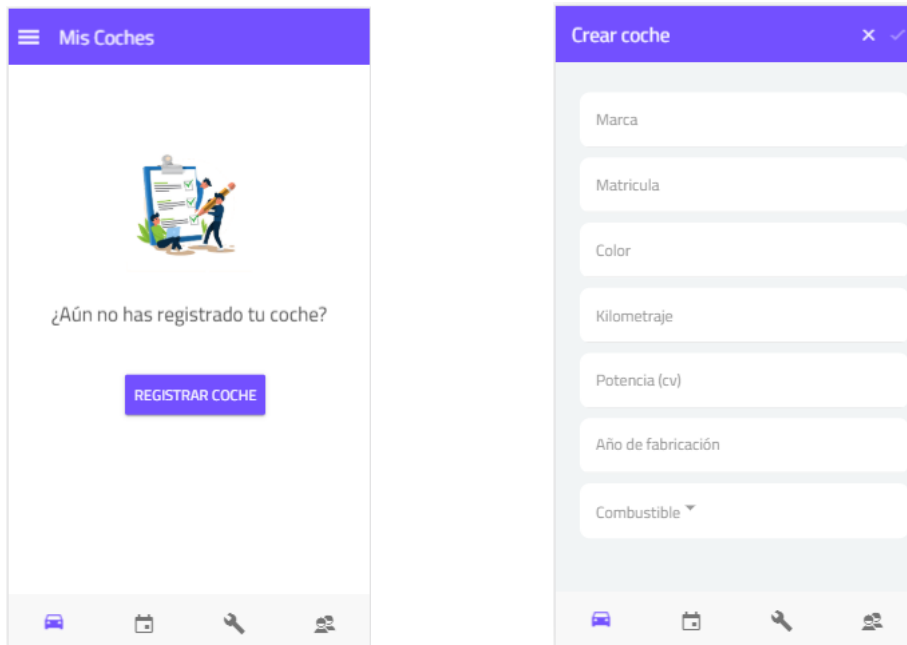 Mis Coches
¿Aún no has registrado tu coche?
REGISTRAR COCHE
Crear coche
Marca
Matricula
Color
Kilometraje
Potencia (cv)
Año de fabricación
Combustible